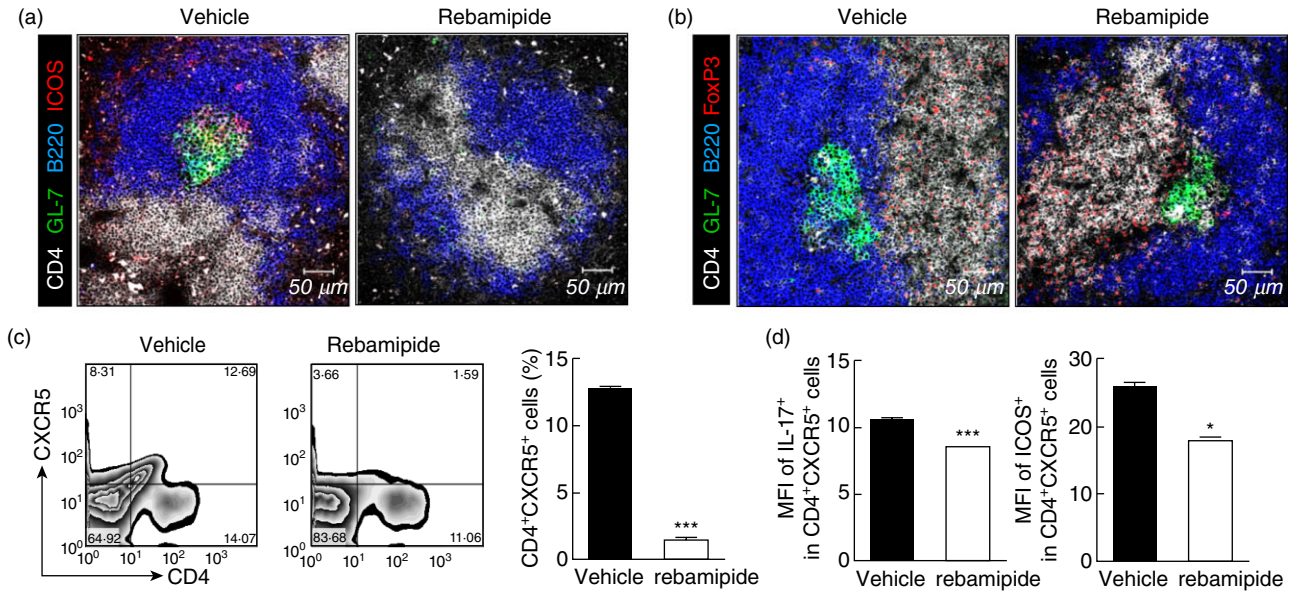 (a)
Vehicle
Rebamipide
CD4 GL-7 B220 ICOS
50 μm
50 μm
(b)
Vehicle
Rebamipide
CD4 GL-7 B220 FoxP3
50 μm
50 μm
(c)
Vehicle
Rebamipide
CXCR5
8·31
12·69
10³
10²
10¹
10⁰
64·92
14·07
10⁰ 10¹ 10² 10³
CD4
3·66
1·59
10³
10²
10¹
10⁰
83·68
11·06
10⁰ 10¹ 10² 10³
CD4⁺CXCR5⁺ cells (%)
15
10
5
0
***
Vehicle rebamipide
(d)
MFI of IL-17⁺
in CD4⁺CXCR5⁺ cells
15
10
5
0
***
Vehicle rebamipide
MFI of ICOS⁺
in CD4⁺CXCR5⁺ cells
30
20
10
0
*
Vehicle rebamipide